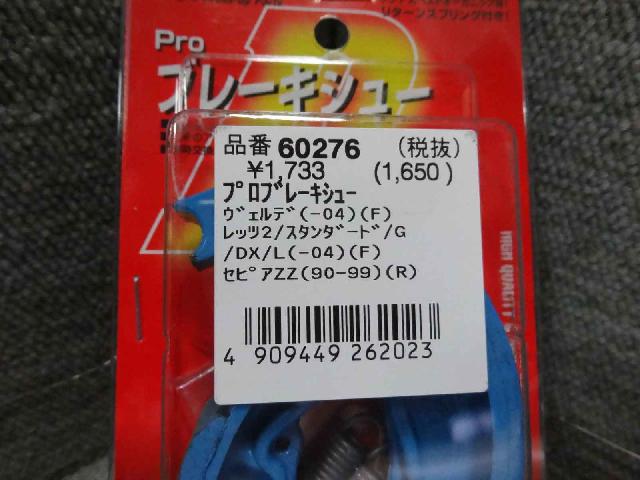 リターンスプリング付き!
Pro
ブレーキシュー
品番 60276 (税抜)
¥1,733 (1,650)
プロブレーキシュー
ヴェルデ(-04)(F)
レッツ2/スタンダード/G
/DX/L(-04)(F)
セピアZZ(90-99)(R)
4 909449 262023
HIGH QUALITY